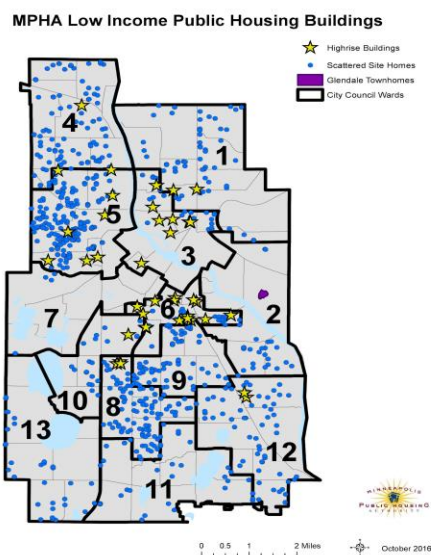 MPHA Low Income Public Housing Buildings
Highrise Buildings
Scattered Site Homes
Glendale Townhomes
City Council Wards
4
1
5
3
6
2
7
9
10
8
13
12
11
MINNEAPOLIS
PUBLIC HOUSING
AUTHORITY
0 0.5 1 2 Miles
October 2016